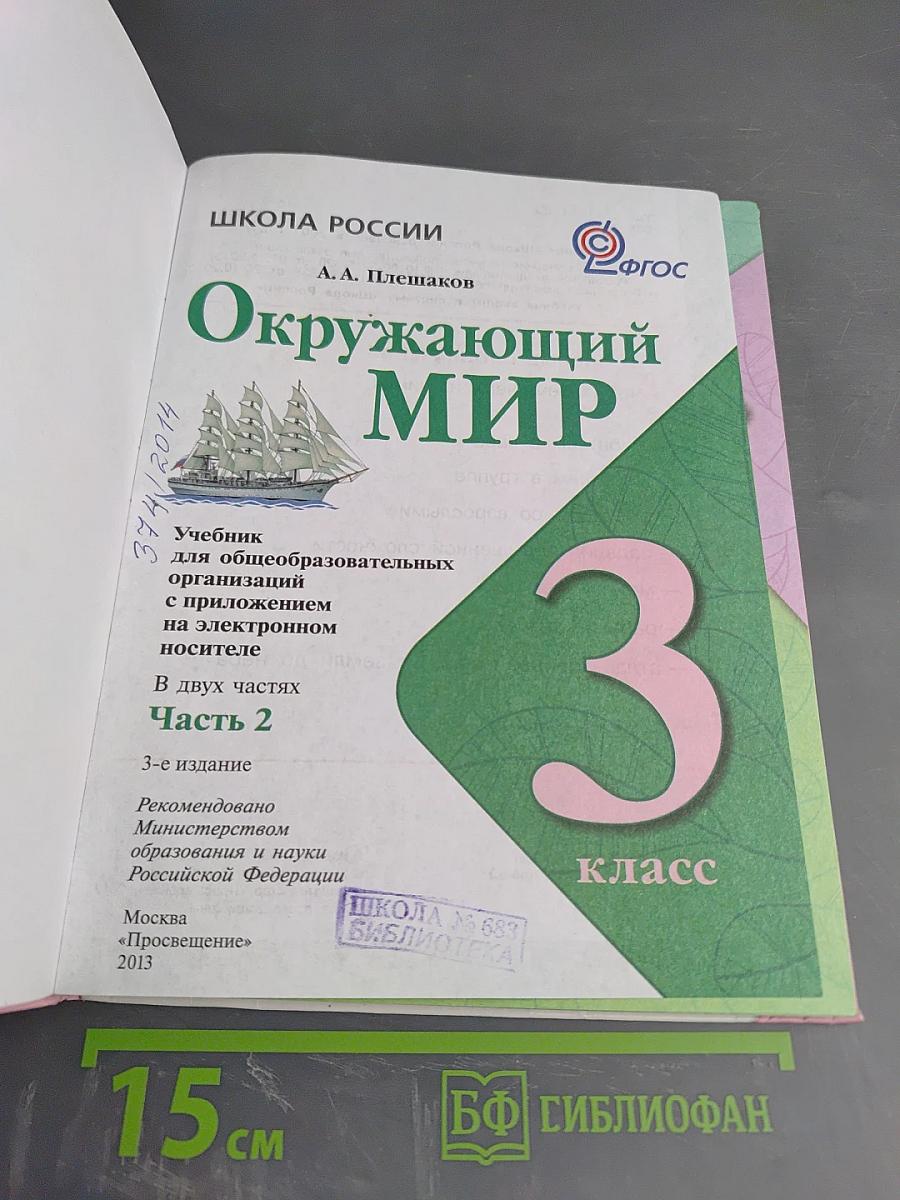 ШКОЛА РОССИИ
ФГОС
А. А. Плешаков
Окружающий
МИР
374/2014
Учебник
для общеобразовательных
организаций
с приложением
на электронном
носителе
В двух частях
Часть 2
3-е издание
Рекомендовано
Министерством
образования и науки
Российской Федерации
Москва
«Просвещение»
2013
3
класс
ШКОЛА № 683
БИБЛИОТЕКА
15 см
БФ
БИБЛИОФАН